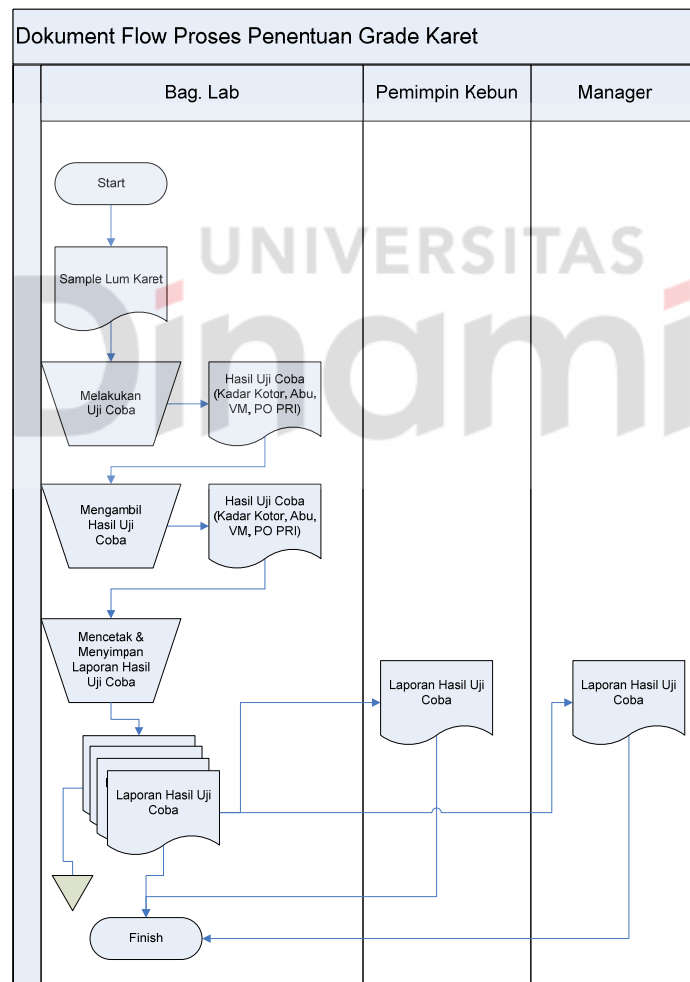 Dokument Flow Proses Penentuan Grade Karet
Bag. Lab
Pemimpin Kebun
Manager
Start
UNIVERSITAS
Dinami
Sample Lum Karet
Melakukan
Uji Coba
Hasil Uji Coba
(Kadar Kotor, Abu,
VM, PO PRI)
Mengambil
Hasil Uji
Coba
Hasil Uji Coba
(Kadar Kotor, Abu,
VM, PO PRI)
Mencetak &
Menyimpan
Laporan Hasil
Uji Coba
Laporan Hasil Uji
Coba
Laporan Hasil Uji
Coba
Laporan Hasil Uji
Coba
Finish